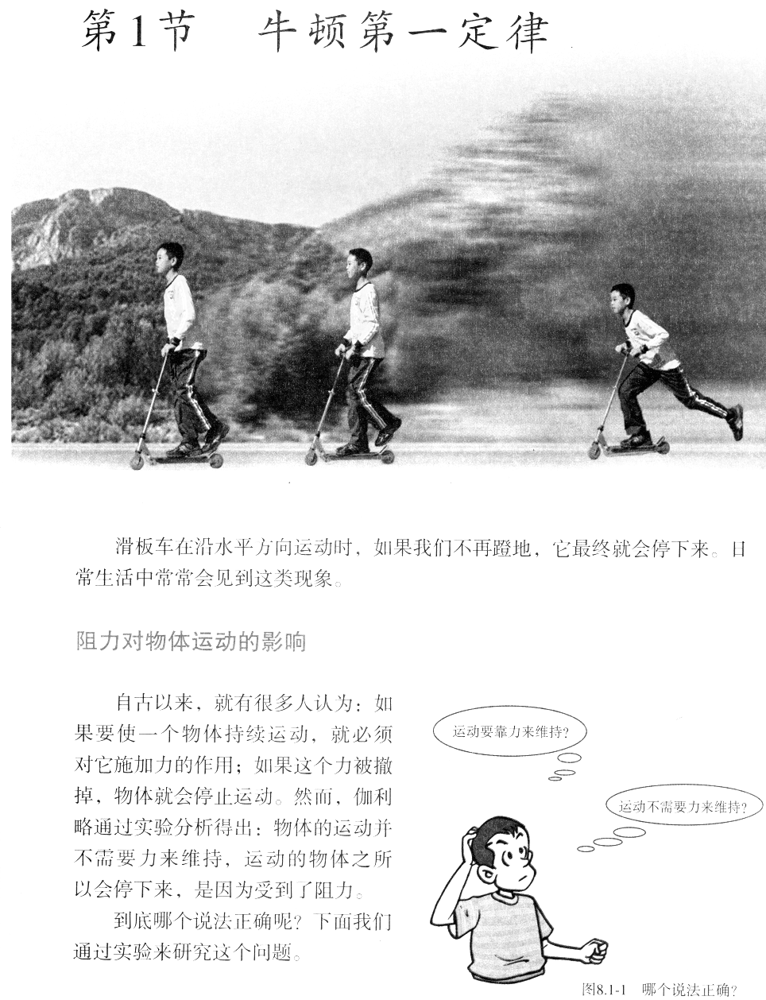 第1节 牛顿第一定律
滑板车在沿水平方向运动时，如果我们不再蹬地，它最终就会停下来。日
常生活中常常会见到这类现象。
阻力对物体运动的影响
自古以来，就有很多人认为：如
果要使一个物体持续运动，就必须
对它施加力的作用；如果这个力被撤
掉，物体就会停止运动。然而，伽利
略通过实验分析得出：物体的运动并
不需要力来维持，运动的物体之所
以会停下来，是因为受到了阻力。
到底哪个说法正确呢？下面我们
通过实验来研究这个问题。
运动要靠力来维持？
运动不需要力来维持？
图8.1-1 哪个说法正确？